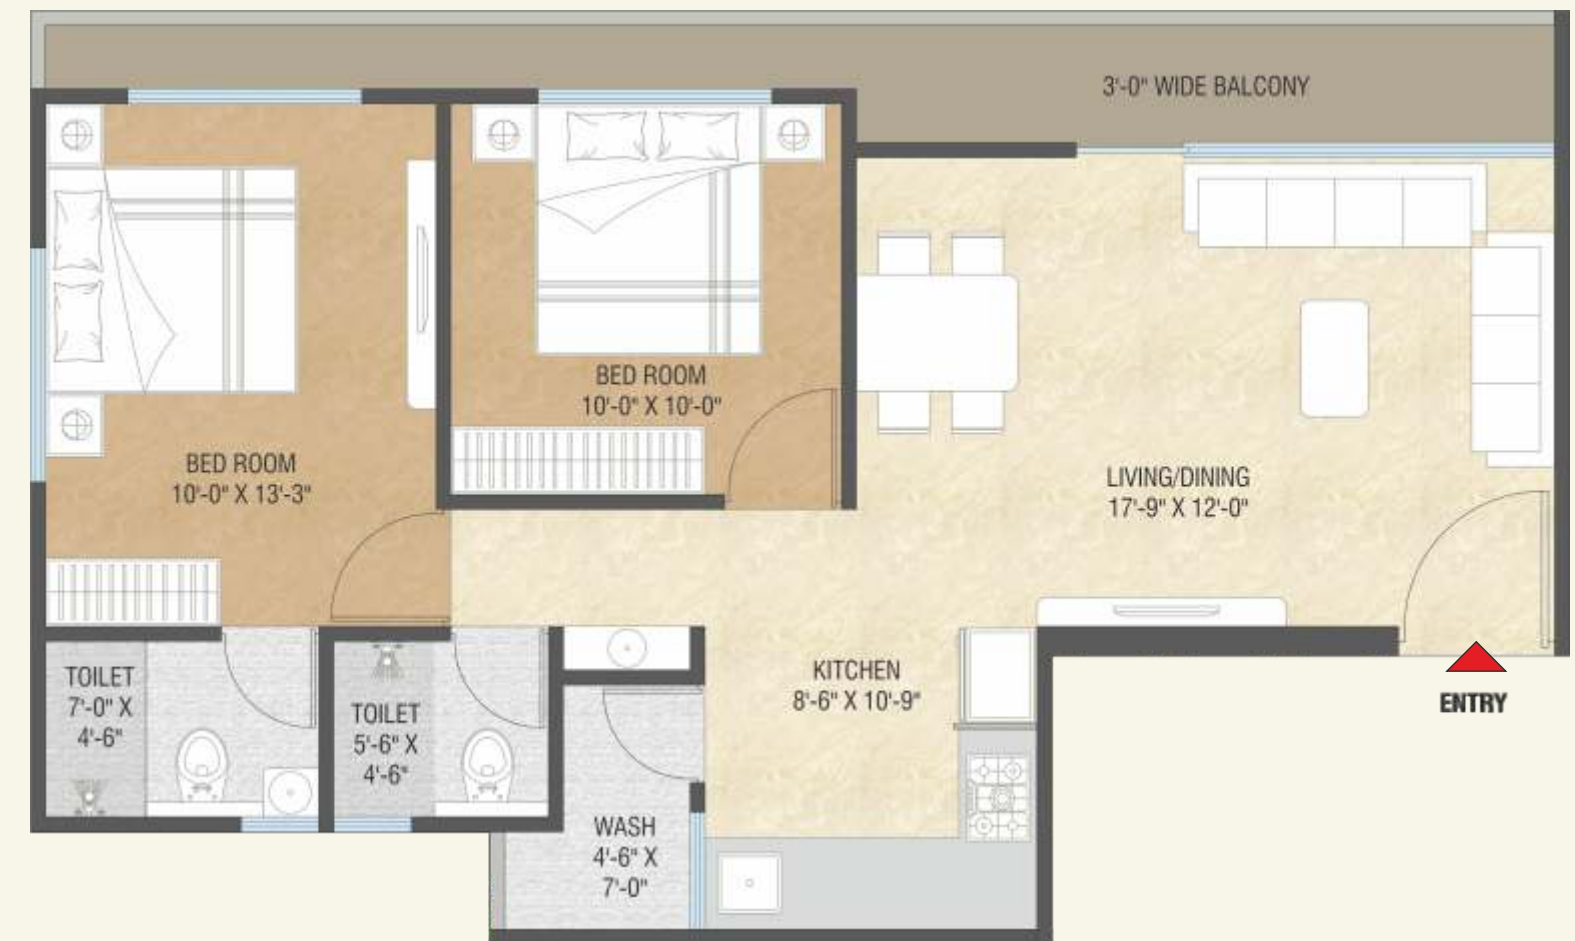 3'-0" WIDE BALCONY
BED ROOM
10'-0" X 10'-0"
BED ROOM
10'-0" X 13'-3"
LIVING/DINING
17'-9" X 12'-0"
TOILET
7'-0" X
4'-6"
TOILET
5'-6" X
4'-6"
KITCHEN
8'-6" X 10'-9"
ENTRY
WASH
4'-6" X
7'-0"